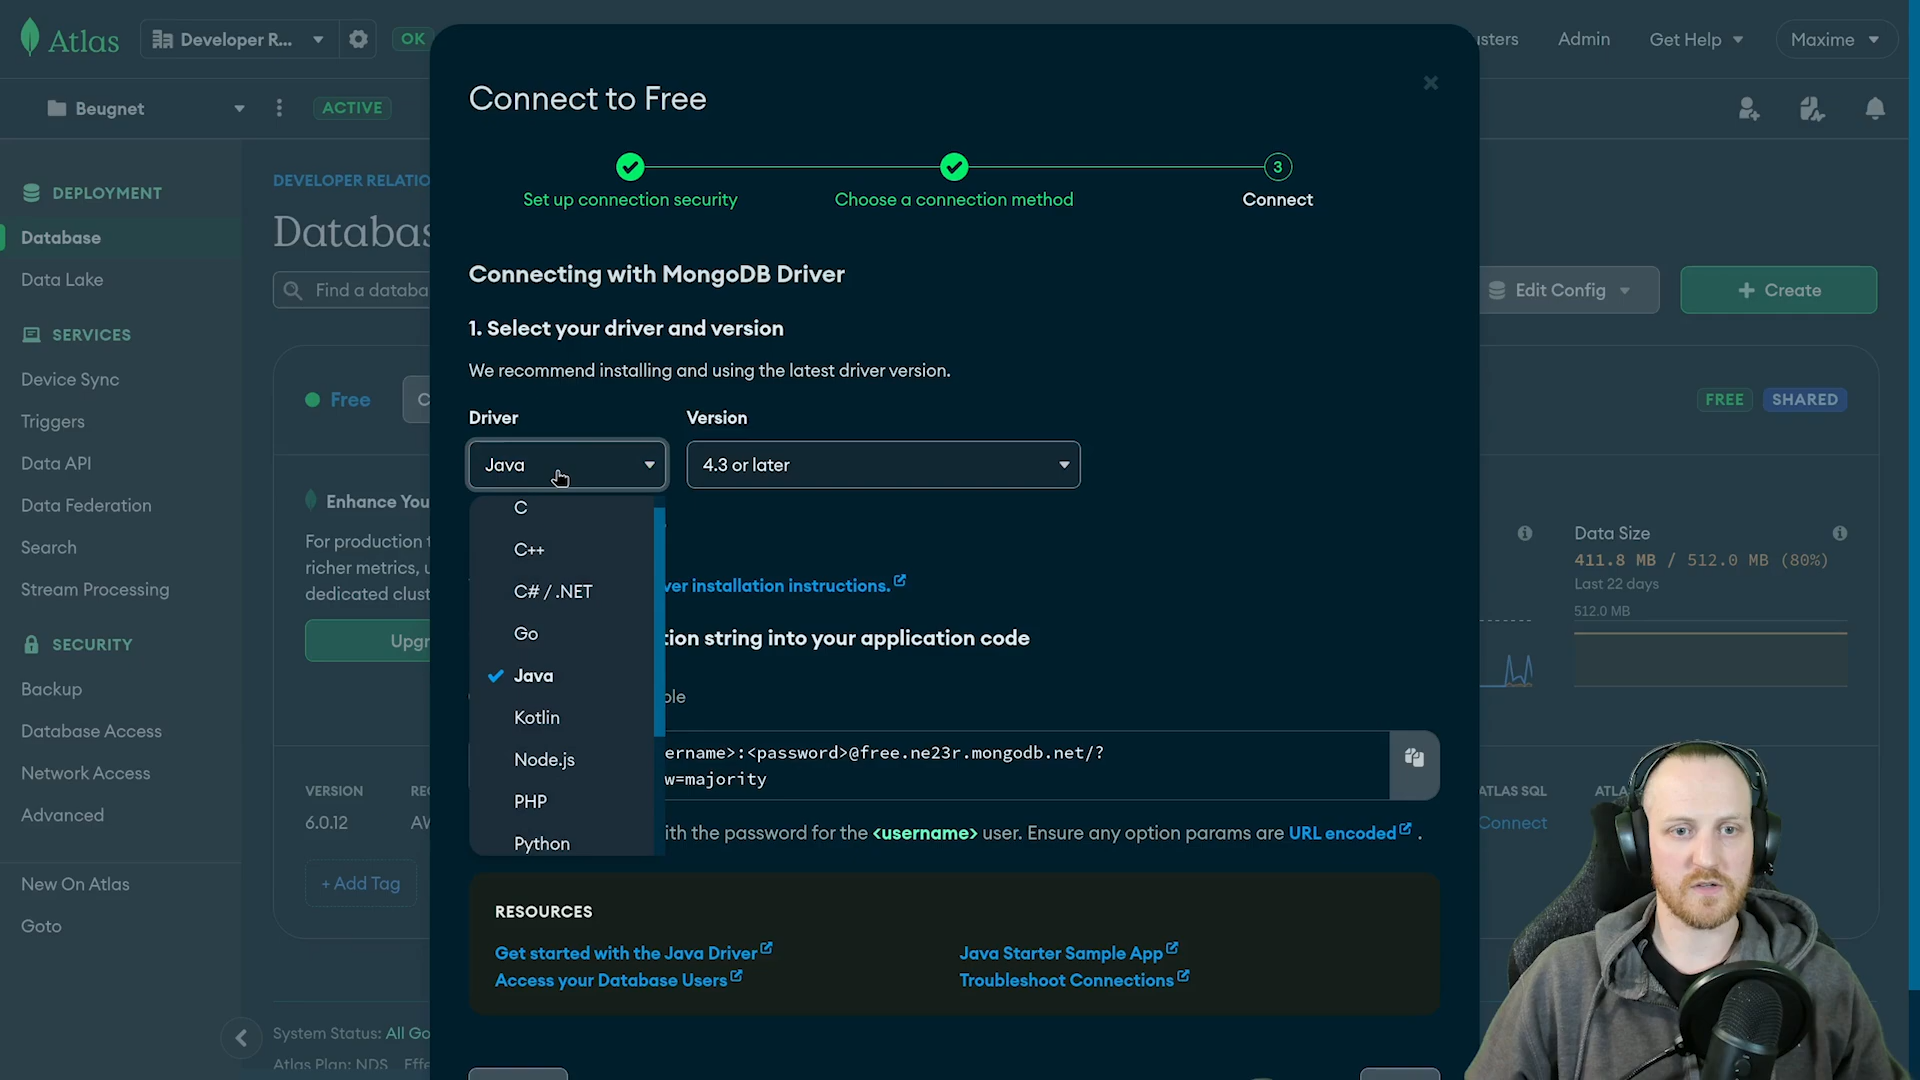 Atlas
Developer R...
OK
Admin
Get Help
Maxime
Beugnet
ACTIVE
DEPLOYMENT
Database
Data Lake
SERVICES
Device Sync
Triggers
Data API
Data Federation
Search
Stream Processing
SECURITY
Backup
Database Access
Network Access
Advanced
New On Atlas
Goto
DEVELOPER RELATIO
Databas
Find a databa
Edit Config
+ Create
Free
C
FREE
SHARED
Enhance You
For production t
richer metrics, u
dedicated clust
Upgr
Data Size
411.8 MB / 512.0 MB (80%)
Last 22 days
512.0 MB
VERSION
6.0.12
RE
AW
ATLAS SQL
Connect
ATLA
+ Add Tag
System Status: All Go
Atlas Plan: NDS Effe
Connect to Free
Set up connection security
Choose a connection method
3
Connect
Connecting with MongoDB Driver
1. Select your driver and version
We recommend installing and using the latest driver version.
Driver
Version
Java
4.3 or later
C
C++
C# / .NET
Go
Java
Kotlin
Node.js
PHP
Python
ver installation instructions.
tion string into your application code
ple
ername>:<password>@free.ne23r.mongodb.net/?
w=majority
ith the password for the <username> user. Ensure any option params are URL encoded .
RESOURCES
Get started with the Java Driver
Java Starter Sample App
Access your Database Users
Troubleshoot Connections